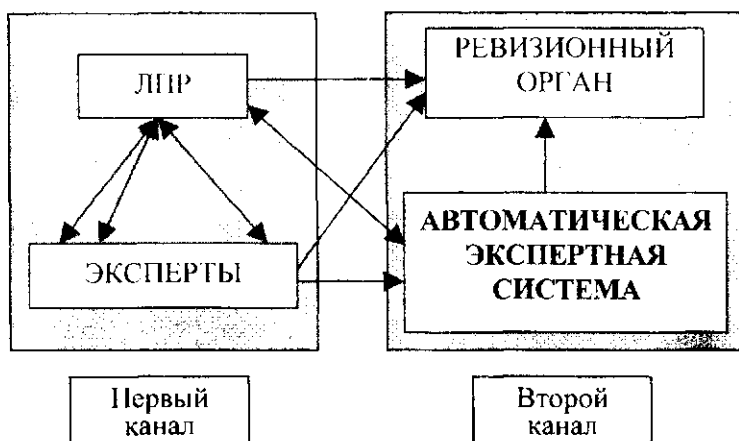 ЛПР
ЭКСПЕРТЫ
РЕВИЗИОННЫЙ
ОРГАН
АВТОМАТИЧЕСКАЯ
ЭКСПЕРТНАЯ
СИСТЕМА
Первый
канал
Второй
канал